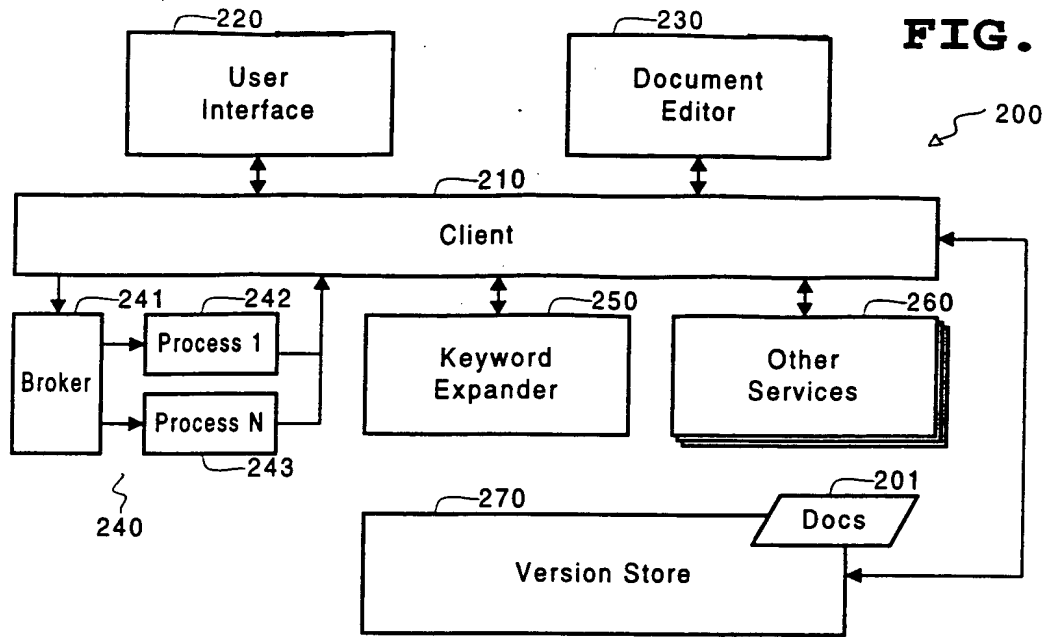 220
230
FIG.
User
Interface
Document
Editor
200
210
Client
241
242
250
260
Process 1
Broker
Keyword
Expander
Other
Services
Process N
243
240
270
201
Docs
Version Store